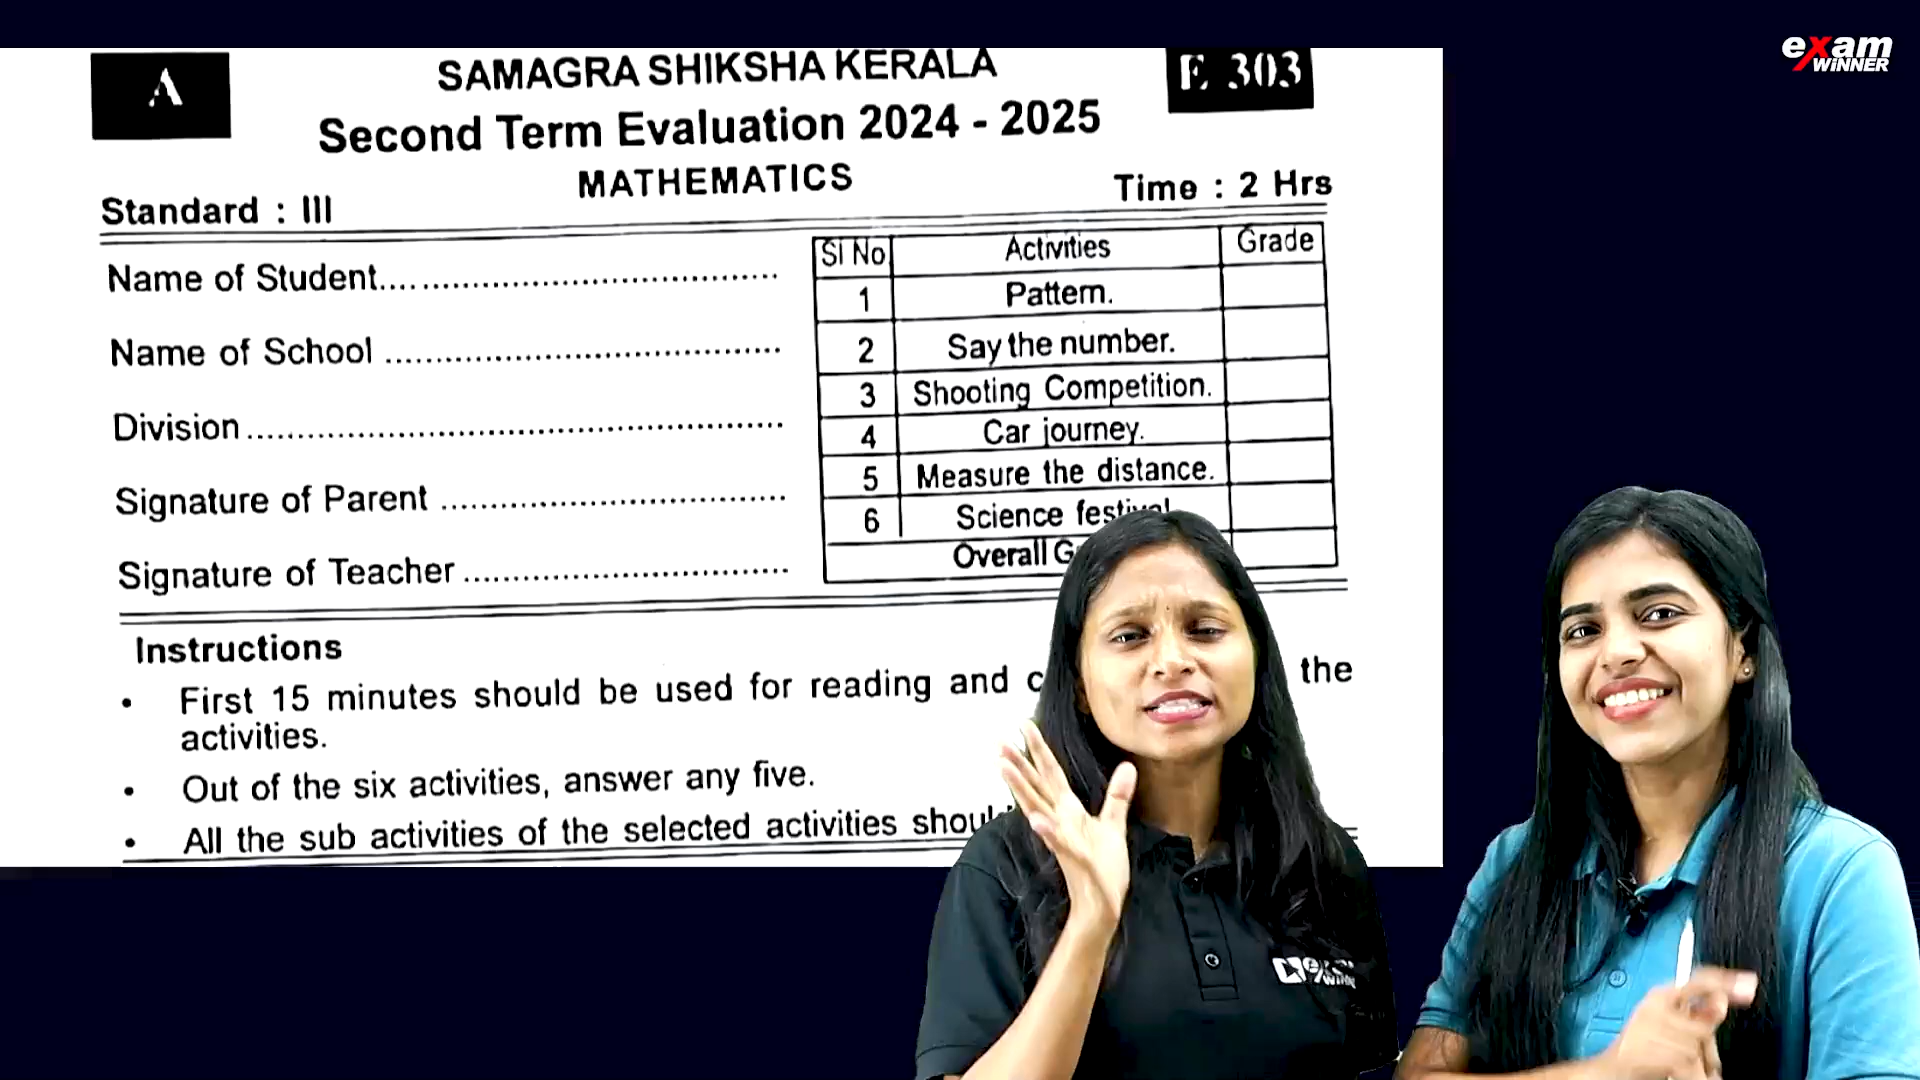 exam
WINNER
A
SAMAGRA SHIKSHA KERALA
E 303
Second Term Evaluation 2024 - 2025
MATHEMATICS
Standard : III
Time : 2 Hrs
Name of Student
Name of School
Division
Signature of Parent
Signature of Teacher
Sl No Activities Grade
1 Pattern.
2 Say the number.
3 Shooting Competition.
4 Car journey.
5 Measure the distance.
6 Science festival
Overall
Instructions
• First 15 minutes should be used for reading and the
activities.
• Out of the six activities, answer any five.
• All the sub activities of the selected activities